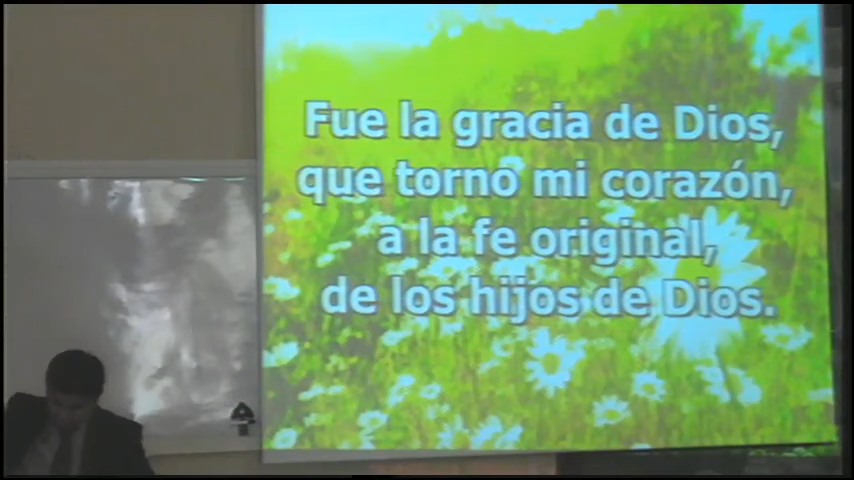 Fue la gracia de Dios,
que torno mi corazón,
a la fe original,
de los hijos de Dios.